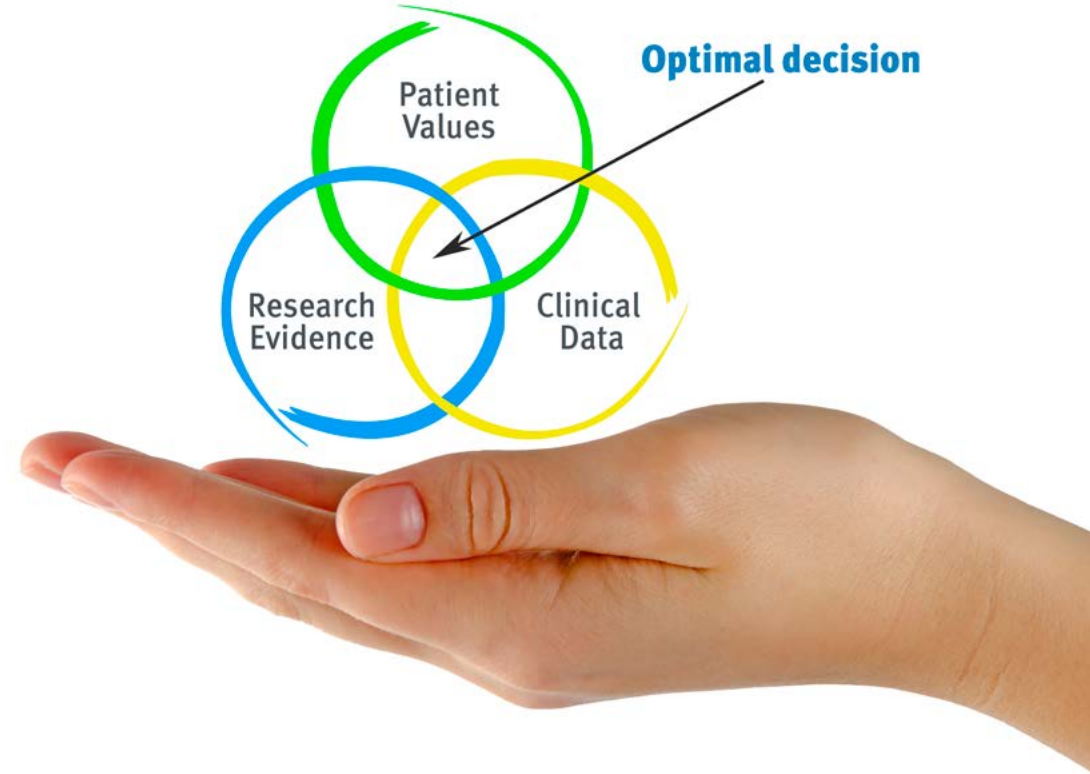 Optimal decision
Patient
Values
Research
Evidence
Clinical
Data